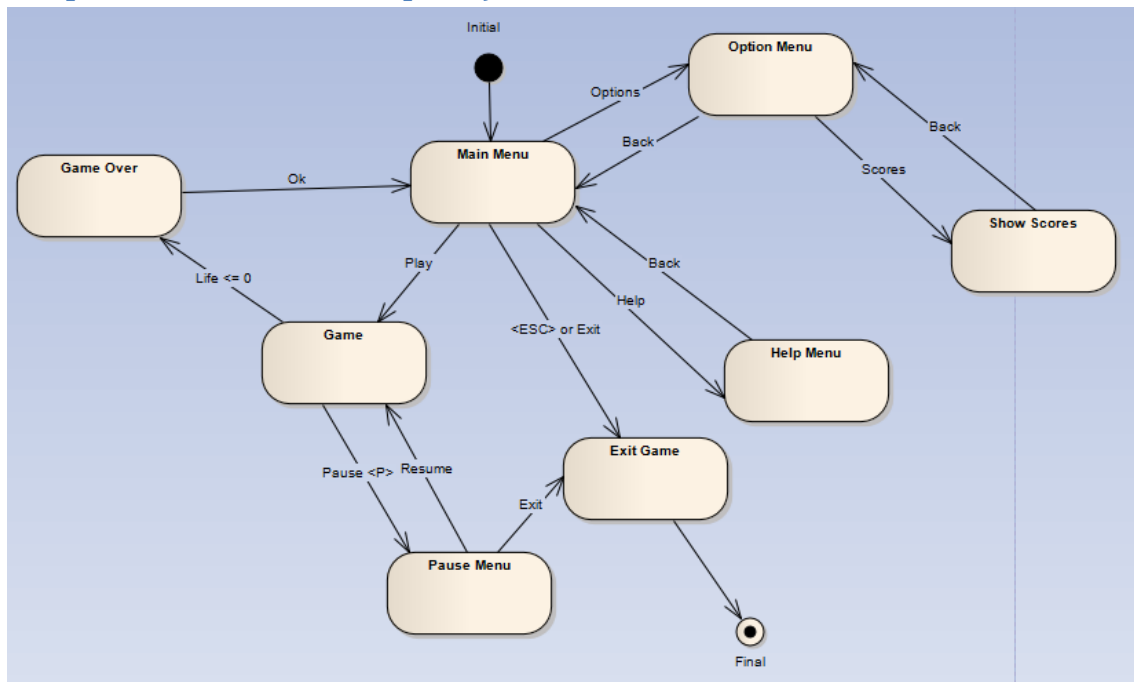 Initial
Option Menu
Options
Back
Back
Main Menu
Game Over
Ok
Scores
Show Scores
Play
Back
Life <= 0
Help
Game
<ESC> or Exit
Help Menu
Exit Game
Pause <P>
Resume
Exit
Pause Menu
Final